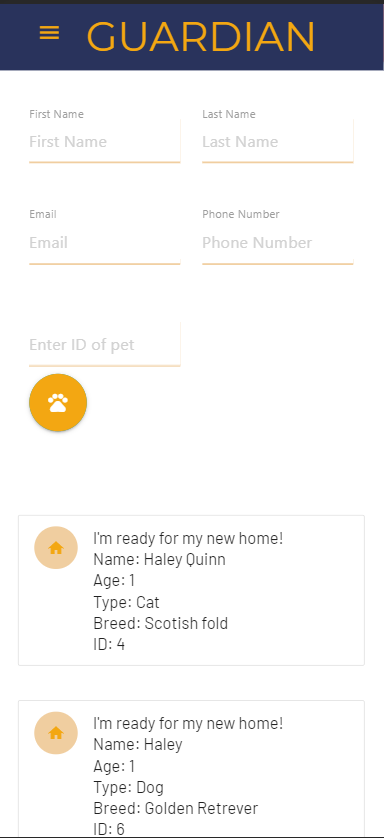 GUARDIAN
First Name
Last Name
First Name
Last Name
Email
Phone Number
Email
Phone Number
Enter ID of pet
I'm ready for my new home!
Name: Haley Quinn
Age: 1
Type: Cat
Breed: Scotish fold
ID: 4
I'm ready for my new home!
Name: Haley
Age: 1
Type: Dog
Breed: Golden Retrever
ID: 6